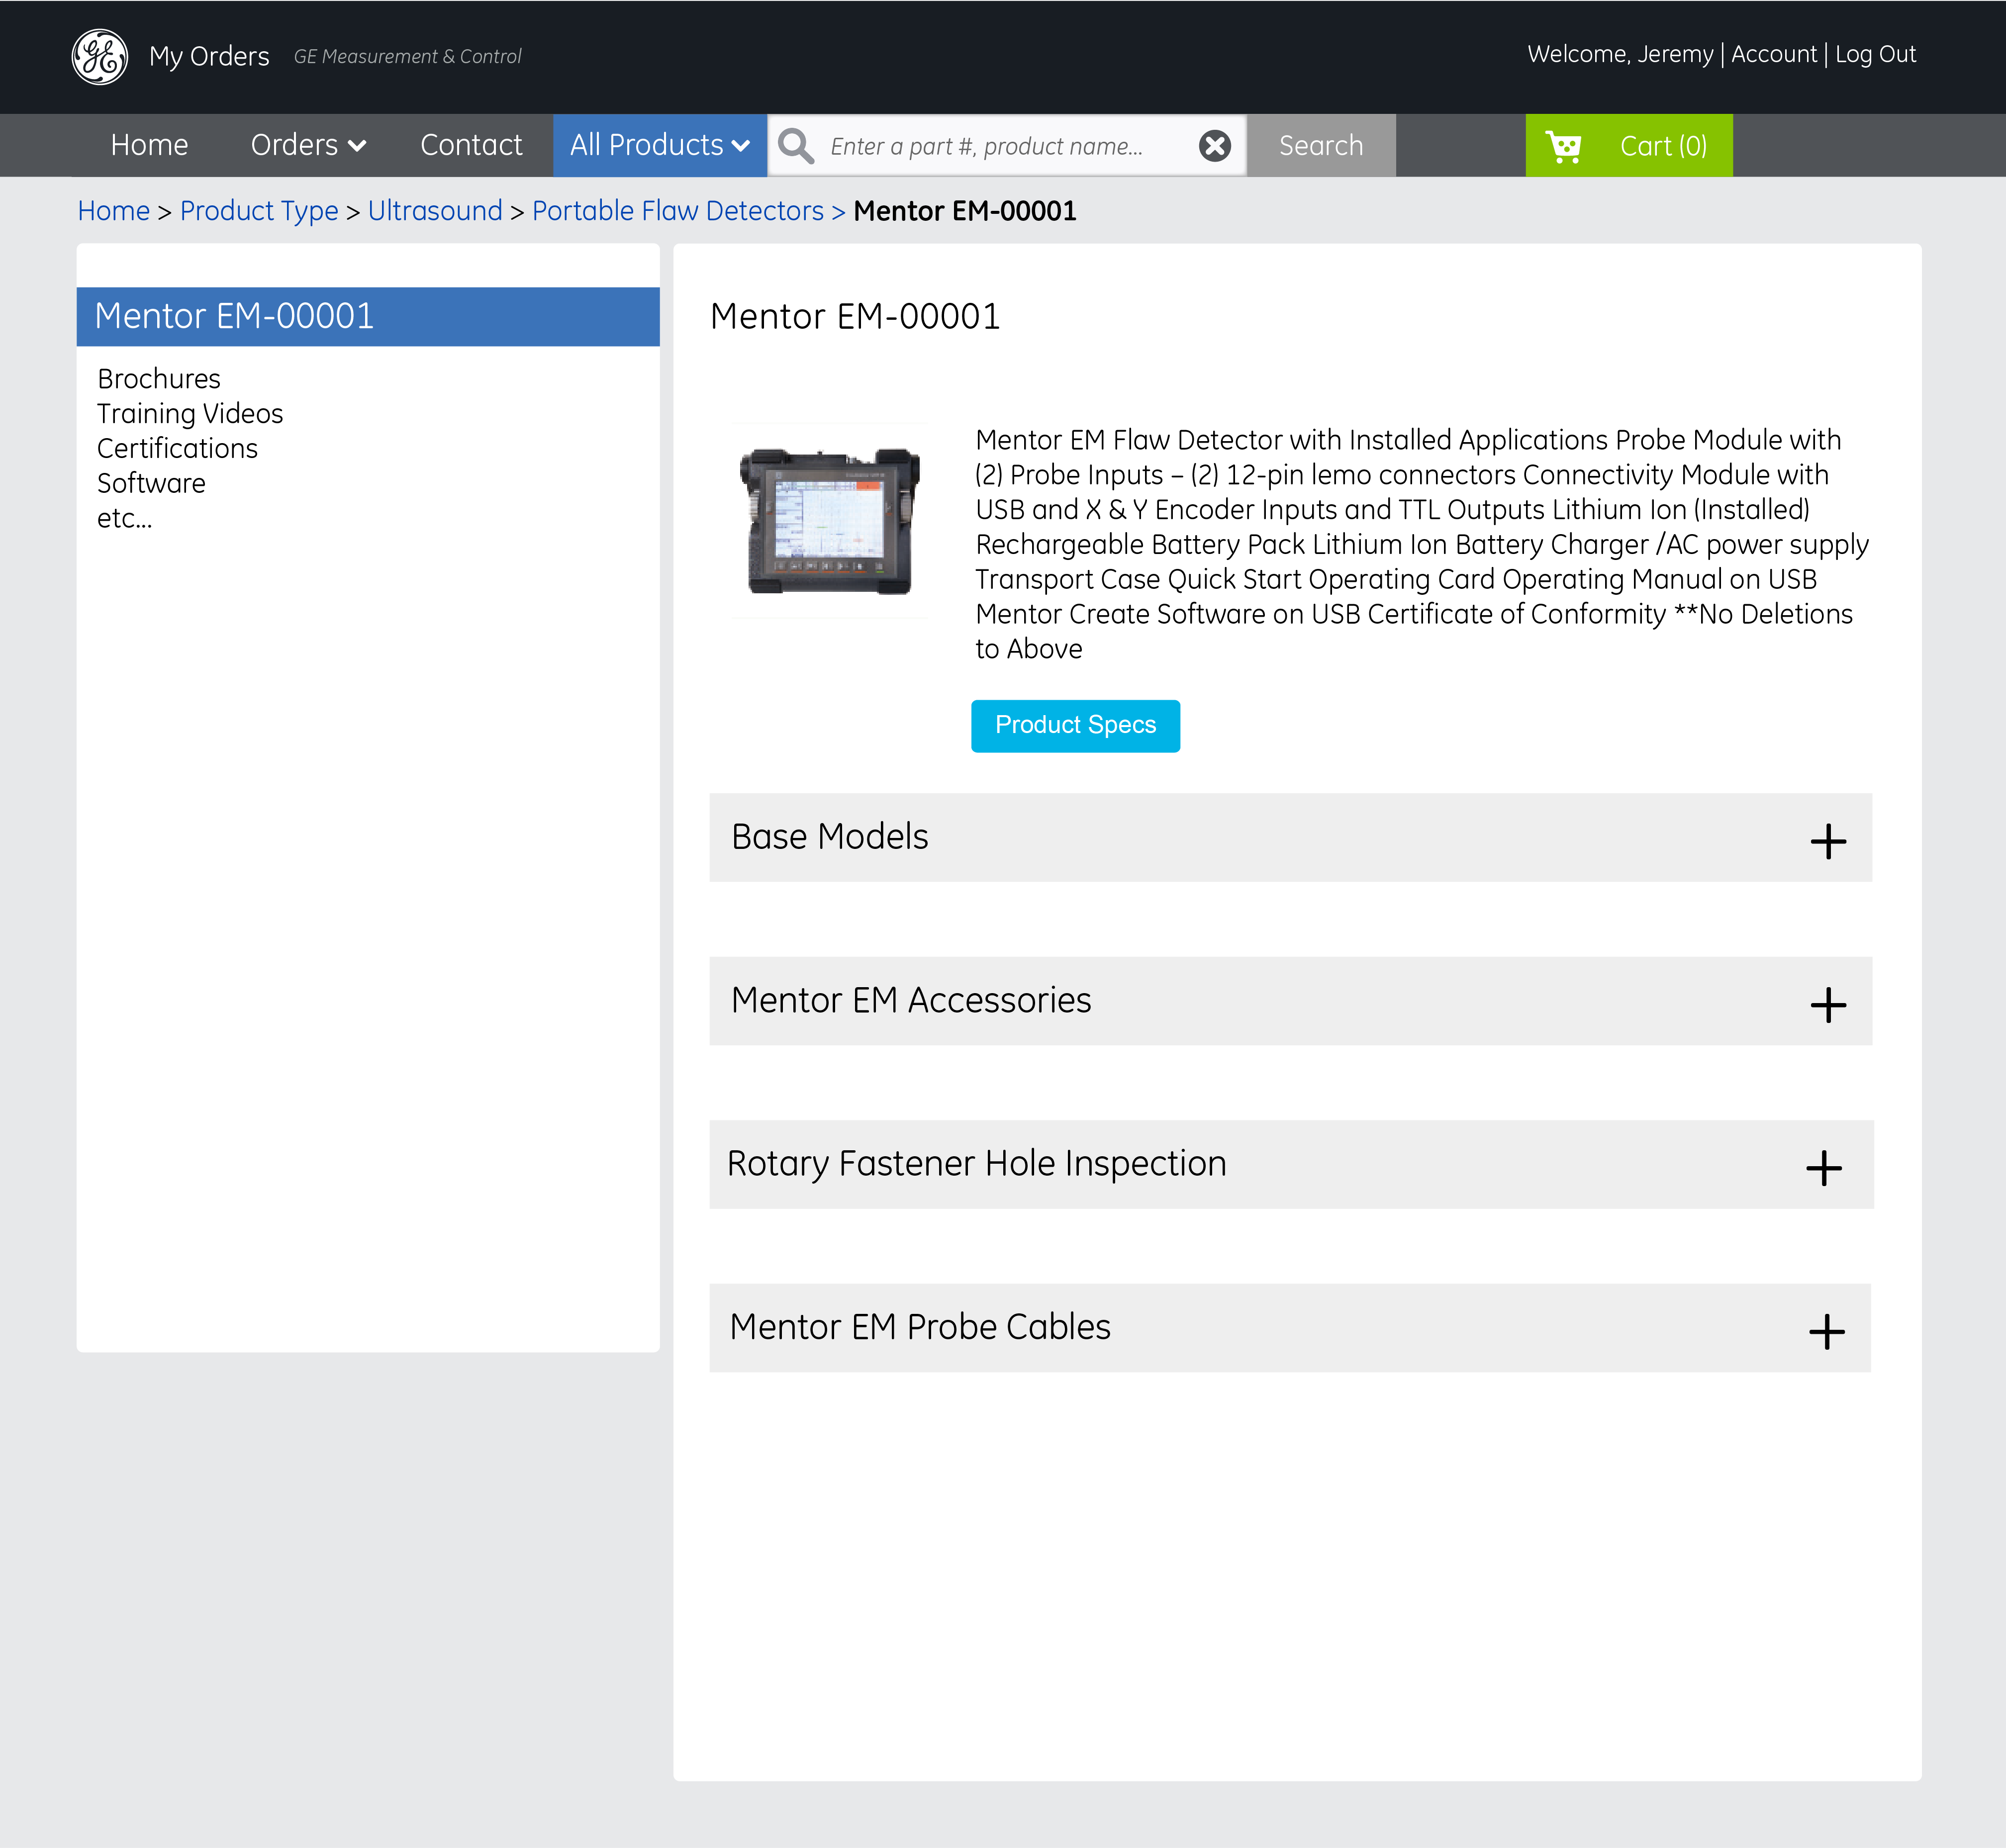 GE My Orders GE Measurement & Control Welcome, Jeremy | Account | Log Out
Home Orders Contact All Products Enter a part #, product name... Search Cart (0)
Home > Product Type > Ultrasound > Portable Flaw Detectors > Mentor EM-00001
Mentor EM-00001
Brochures
Training Videos
Certifications
Software
etc...
Mentor EM-00001
Mentor EM Flaw Detector with Installed Applications Probe Module with
(2) Probe Inputs – (2) 12-pin lemo connectors Connectivity Module with
USB and X & Y Encoder Inputs and TTL Outputs Lithium Ion (Installed)
Rechargeable Battery Pack Lithium Ion Battery Charger /AC power supply
Transport Case Quick Start Operating Card Operating Manual on USB
Mentor Create Software on USB Certificate of Conformity **No Deletions
to Above
Product Specs
Base Models
Mentor EM Accessories
Rotary Fastener Hole Inspection
Mentor EM Probe Cables